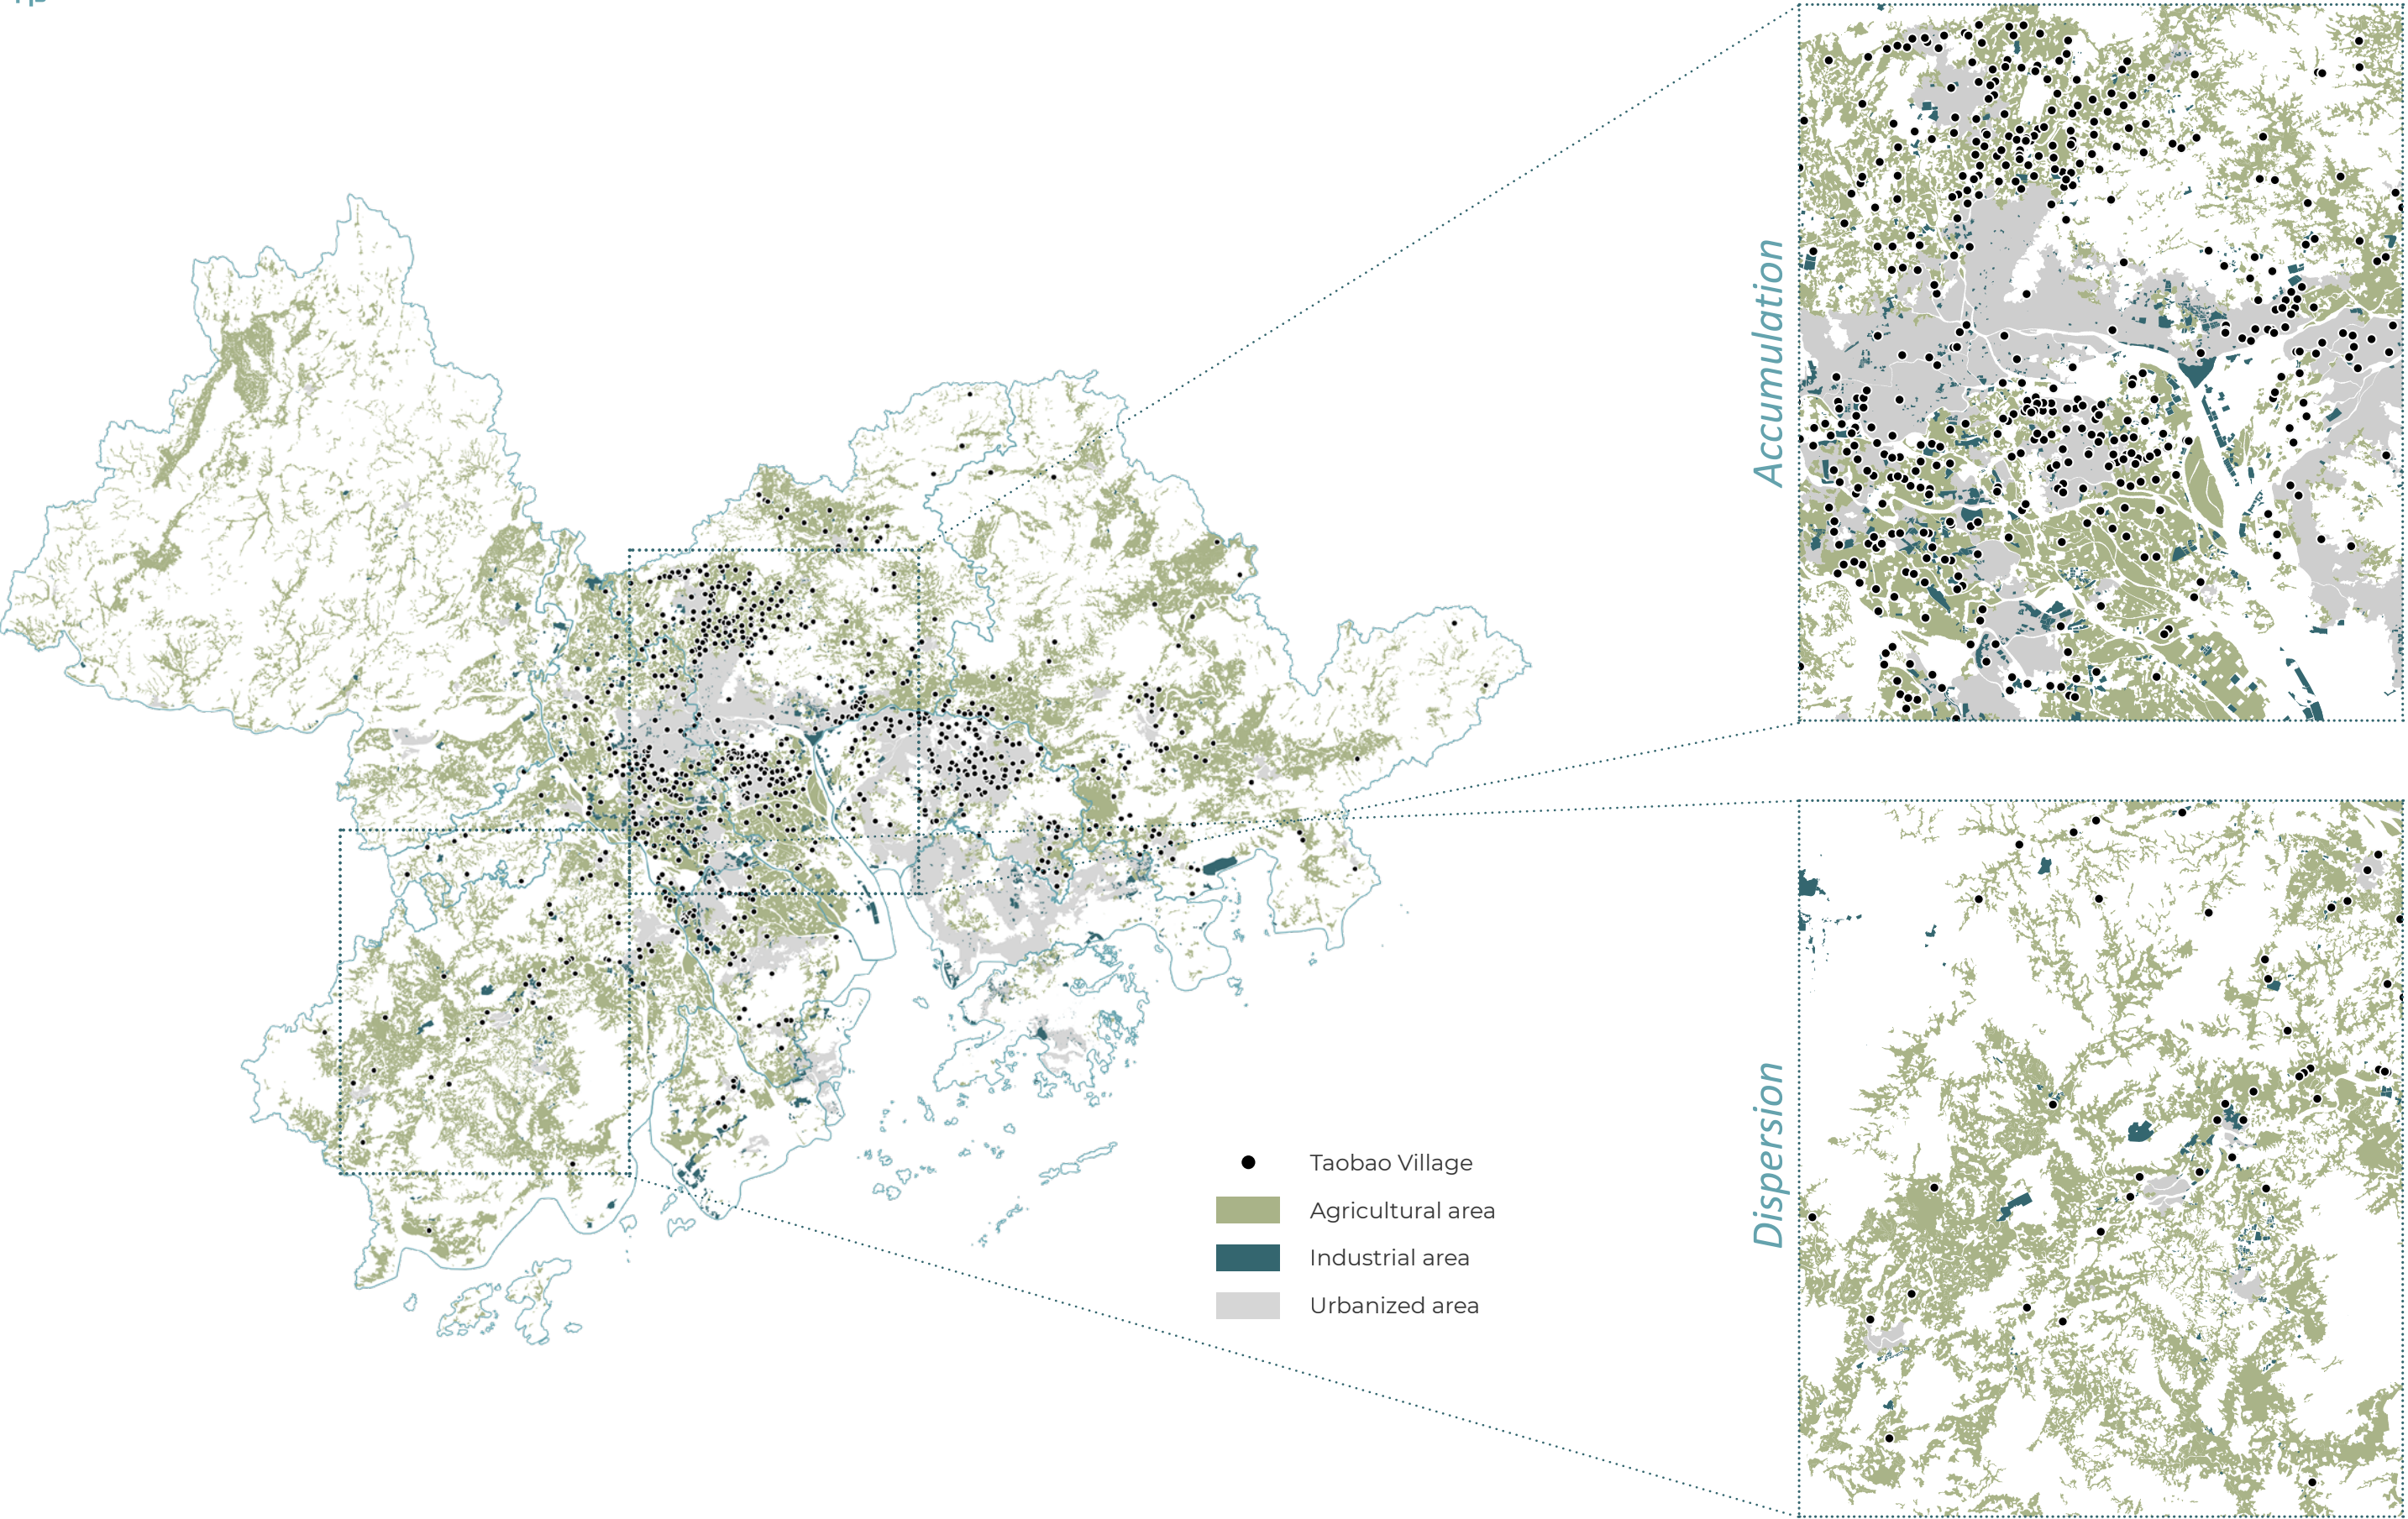 Accumulation
Dispersion
Taobao Village
Agricultural area
Industrial area
Urbanized area